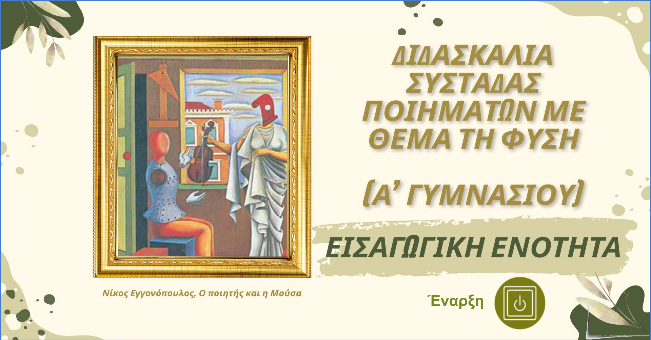 ΔΙΔΑΣΚΑΛΙΑ
ΣΥΣΤΑΔΑΣ
ΠΟΙΗΜΑΤΩΝ ΜΕ
ΘΕΜΑ ΤΗ ΦΥΣΗ
(Α’ ΓΥΜΝΑΣΙΟΥ)
ΕΙΣΑΓΩΓΙΚΗ ΕΝΟΤΗΤΑ
Νίκος Εγγονόπουλος, Ο ποιητής και η Μούσα
Έναρξη